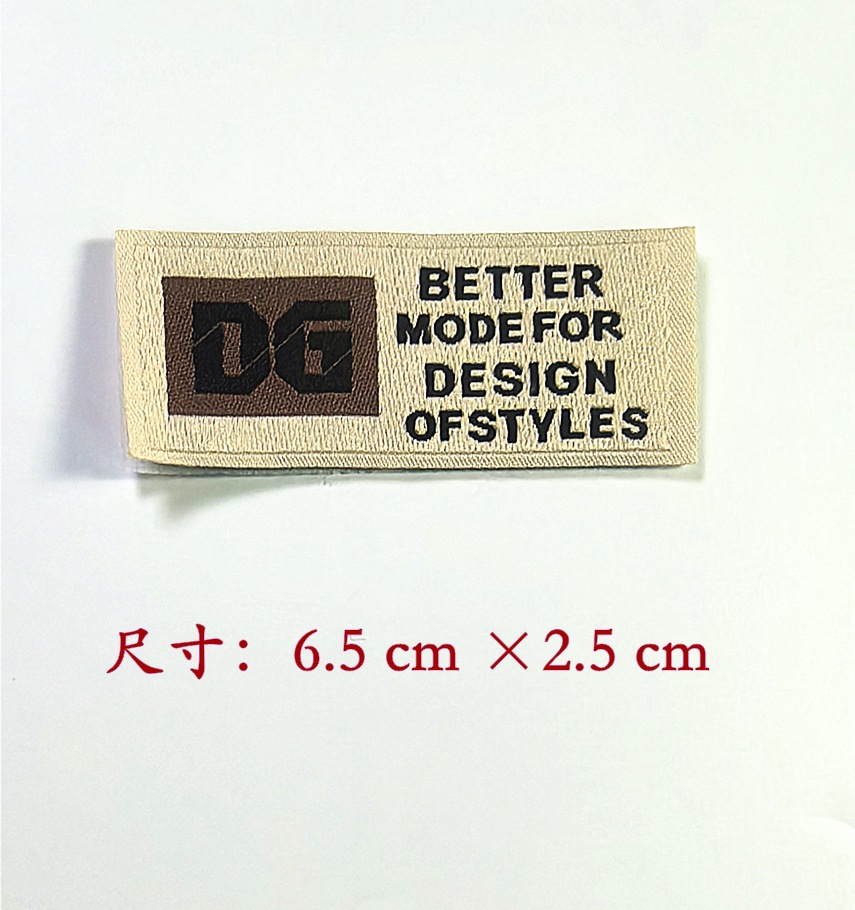 DG
BETTER
MODE FOR
DESIGN
OFSTYLES
尺寸：6.5 cm ×2.5 cm